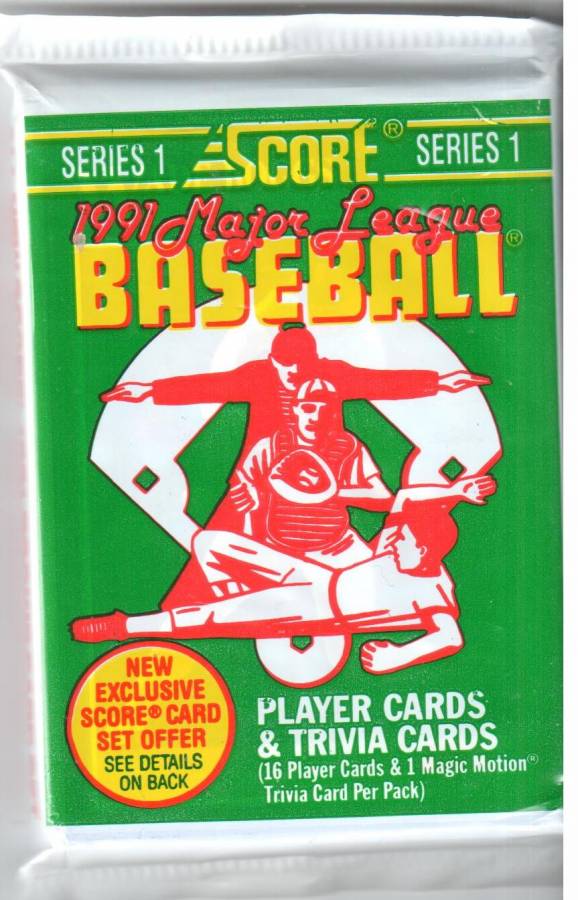 SERIES 1 SCORE® SERIES 1
1991 Major League
BASEBALL®
NEW
EXCLUSIVE
SCORE® CARD
SET OFFER
SEE DETAILS
ON BACK
PLAYER CARDS
& TRIVIA CARDS
(16 Player Cards & 1 Magic Motion®
Trivia Card Per Pack)